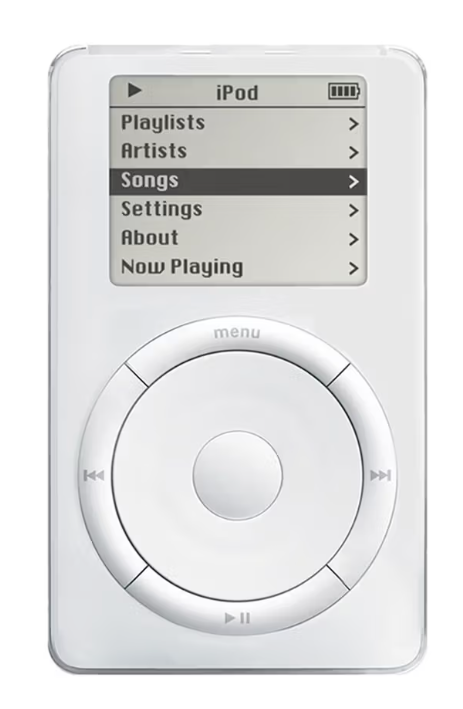 iPod
Playlists >
Artists >
Songs >
Settings >
About >
Now Playing >
menu